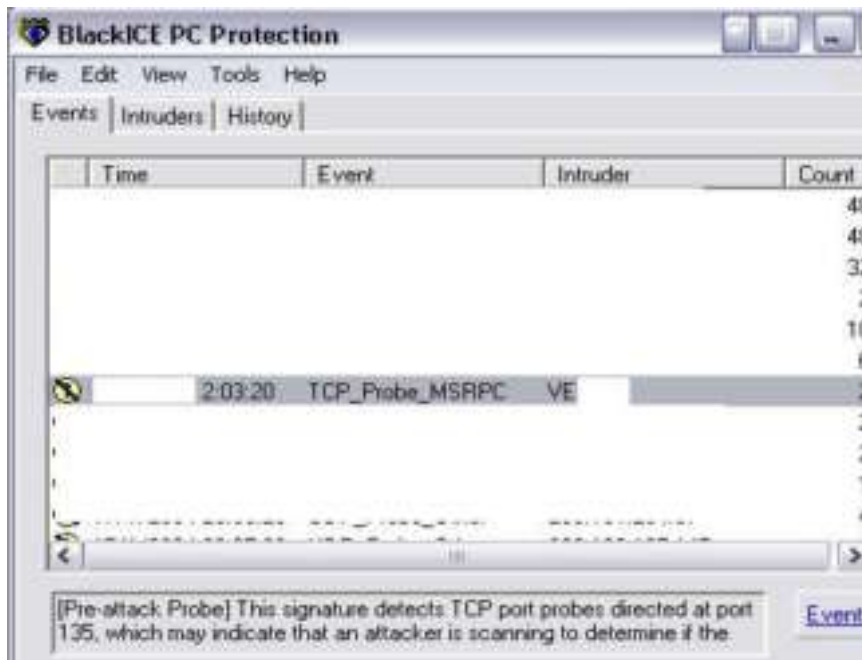 BlackICE PC Protection
File Edit View Tools Help
Events Intruders History
Time Event Intruder Count
2:03:20 TCP_Probe_MSRPC VE
[Pre-attack Probe] This signature detects TCP port probes directed at port
135, which may indicate that an attacker is scanning to determine if the
Event